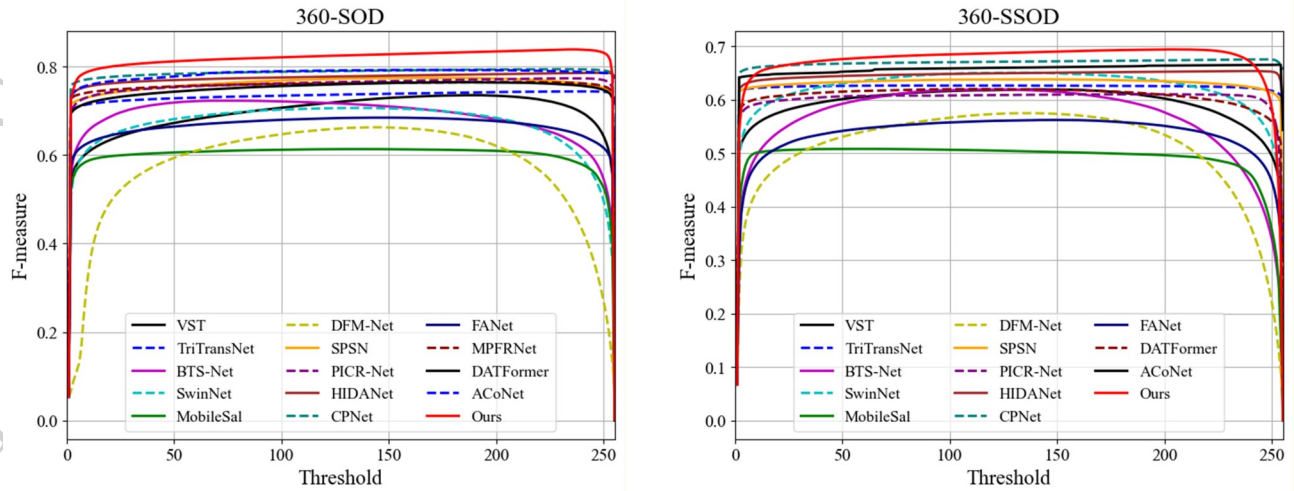 360-SOD
F-measure
0.8
0.6
0.4
0.2
0.0
VST
TriTransNet
BTS-Net
SwinNet
MobileSal
DFM-Net
SPSN
PICR-Net
HIDANet
CPNet
FANet
MPFRNet
DATFormer
ACoNet
Ours
0 50 100 150 200 250
Threshold
360-SSOD
F-measure
0.7
0.6
0.5
0.4
0.3
0.2
0.1
0.0
VST
TriTransNet
BTS-Net
SwinNet
MobileSal
DFM-Net
SPSN
PICR-Net
HIDANet
CPNet
FANet
DATFormer
ACoNet
Ours
0 50 100 150 200 250
Threshold